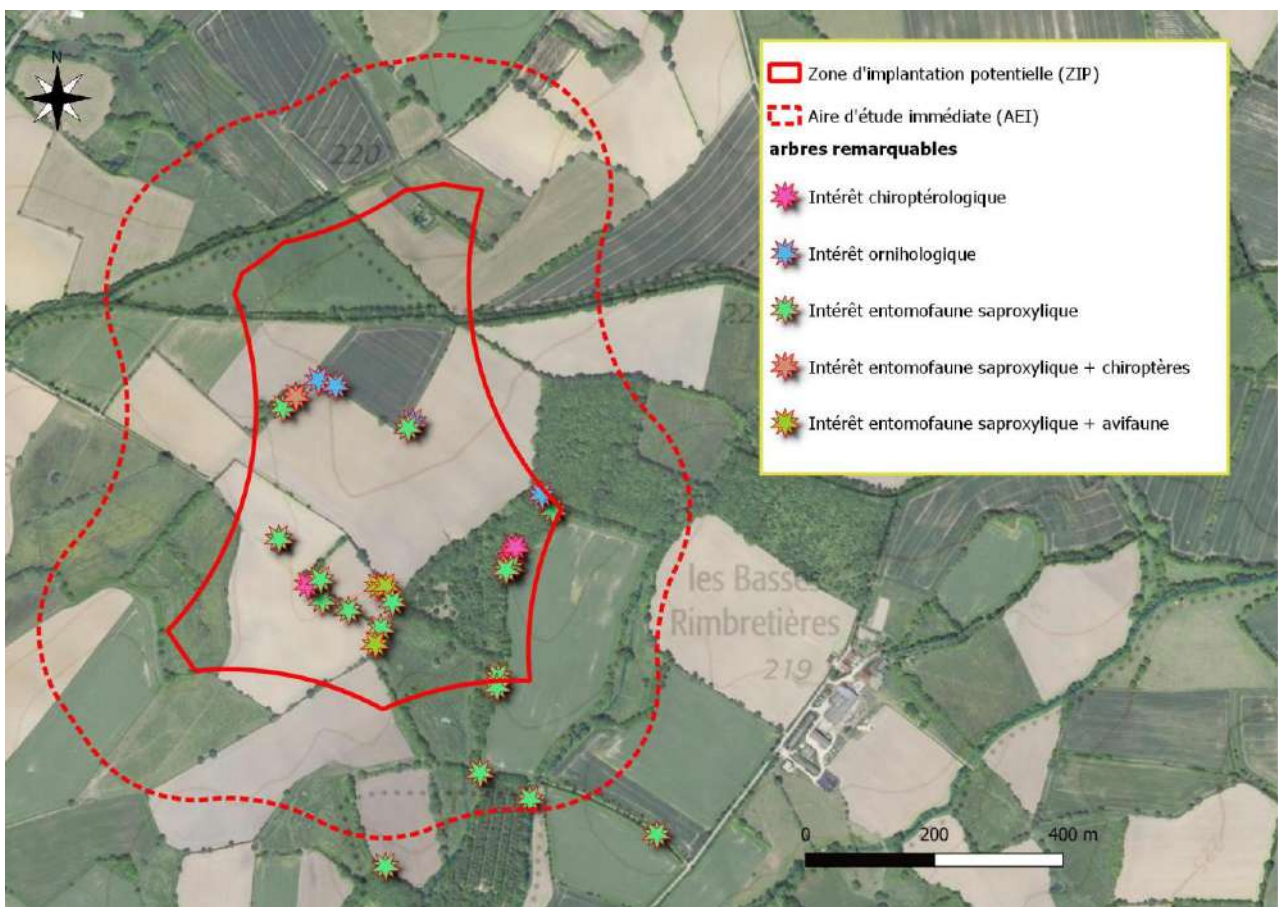 N
Zone d'implantation potentielle (ZIP)
Aire d'étude immédiate (AEI)
arbres remarquables
Intérêt chiroptérologique
Intérêt ornihologique
Intérêt entomofaune saproxylique
Intérêt entomofaune saproxylique + chiroptères
Intérêt entomofaune saproxylique + avifaune
220
les Basses
Rimbretières
219
0 200 400 m